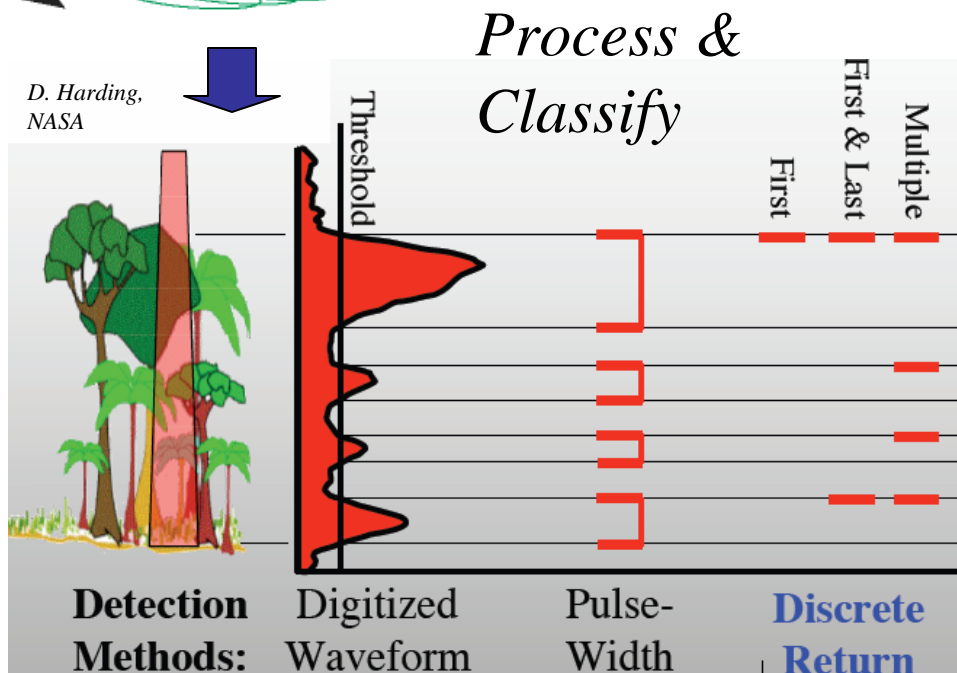 Process &
Classify
D. Harding,
NASA
Threshold
First
First & Last
Multiple
Detection
Methods:
Digitized
Waveform
Pulse-
Width
Discrete
Return